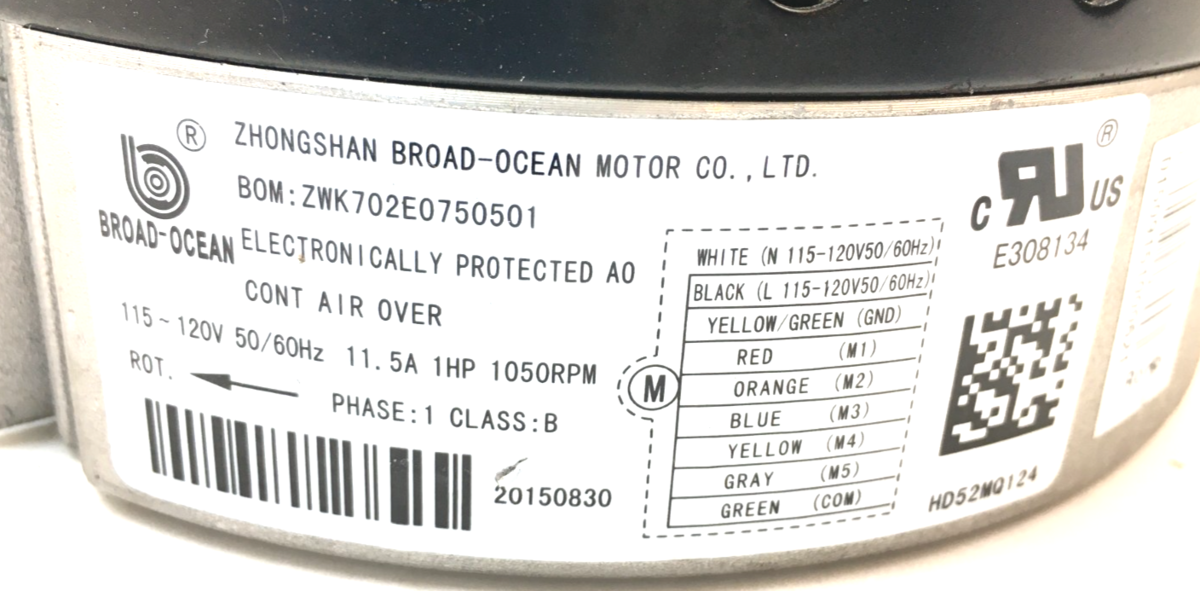 ®
BROAD-OCEAN
ZHONGSHAN BROAD-OCEAN MOTOR CO., LTD.
BOM:ZWK702E0750501
ELECTRONICALLY PROTECTED AO
CONT AIR OVER
115~120V 50/60Hz 11.5A 1HP 1050RPM
ROT.
PHASE:1 CLASS:B
20150830
M
WHITE (N 115-120V50/60Hz)
BLACK (L 115-120V50/60Hz)
YELLOW/GREEN (GND)
RED (M1)
ORANGE (M2)
BLUE (M3)
YELLOW (M4)
GRAY (M5)
GREEN (COM)
®
C RU US
E308134
HD52MQ124